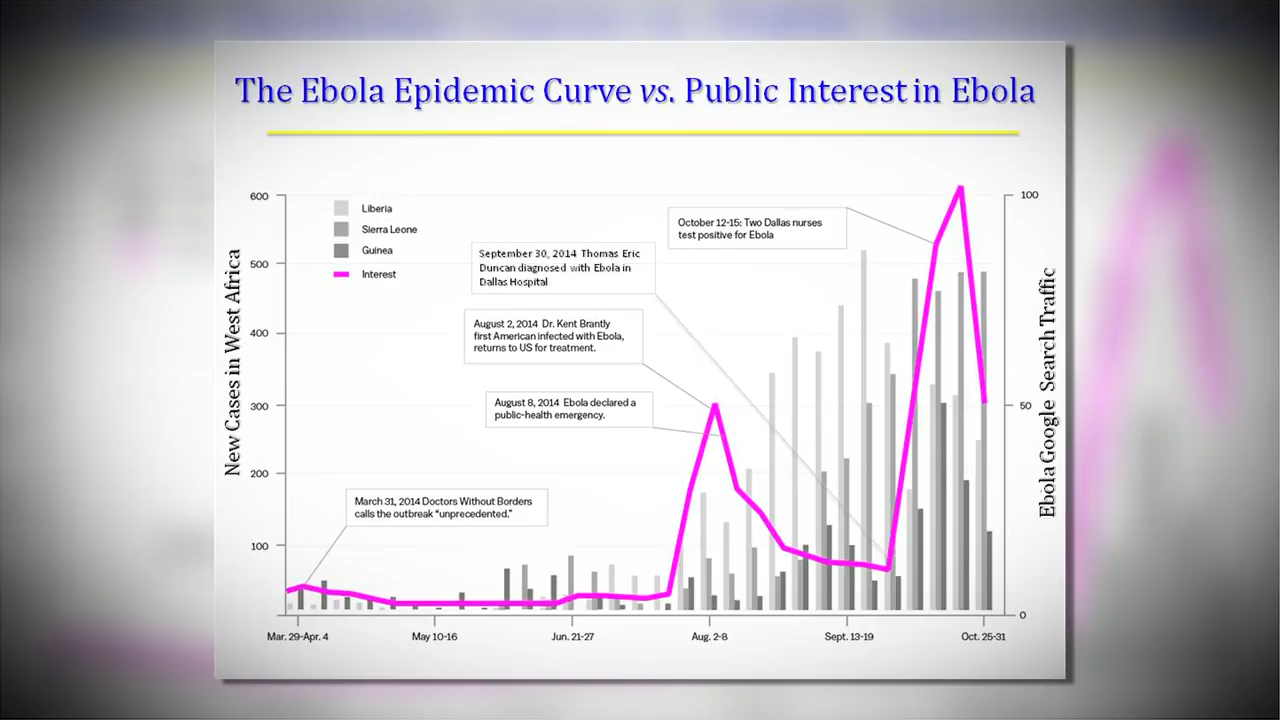 The Ebola Epidemic Curve vs. Public Interest in Ebola
600
500
400
300
200
100
New Cases in West Africa
Liberia
Sierra Leone
Guinea
Interest
September 30, 2014 Thomas Eric
Duncan diagnosed with Ebola in
Dallas Hospital
October 12-15: Two Dallas nurses
test positive for Ebola
August 2, 2014 Dr. Kent Brantly
first American infected with Ebola,
returns to US for treatment.
August 8, 2014 Ebola declared a
public-health emergency.
March 31, 2014 Doctors Without Borders
calls the outbreak “unprecedented.”
100
50
0
Ebola Google Search Traffic
Mar. 29-Apr. 4
May 10-16
Jun. 21-27
Aug. 2-8
Sept. 13-19
Oct. 25-31